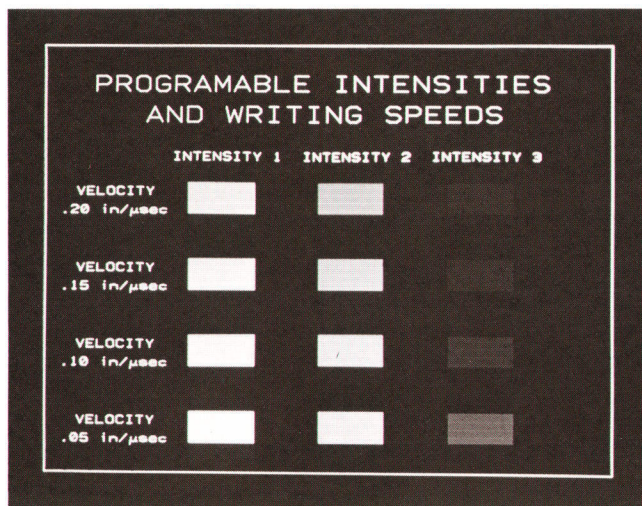 PROGRAMABLE INTENSITIES
AND WRITING SPEEDS
INTENSITY 1 INTENSITY 2 INTENSITY 3
VELOCITY
.20 in/μsec
VELOCITY
.15 in/μsec
VELOCITY
.10 in/μsec
VELOCITY
.05 in/μsec